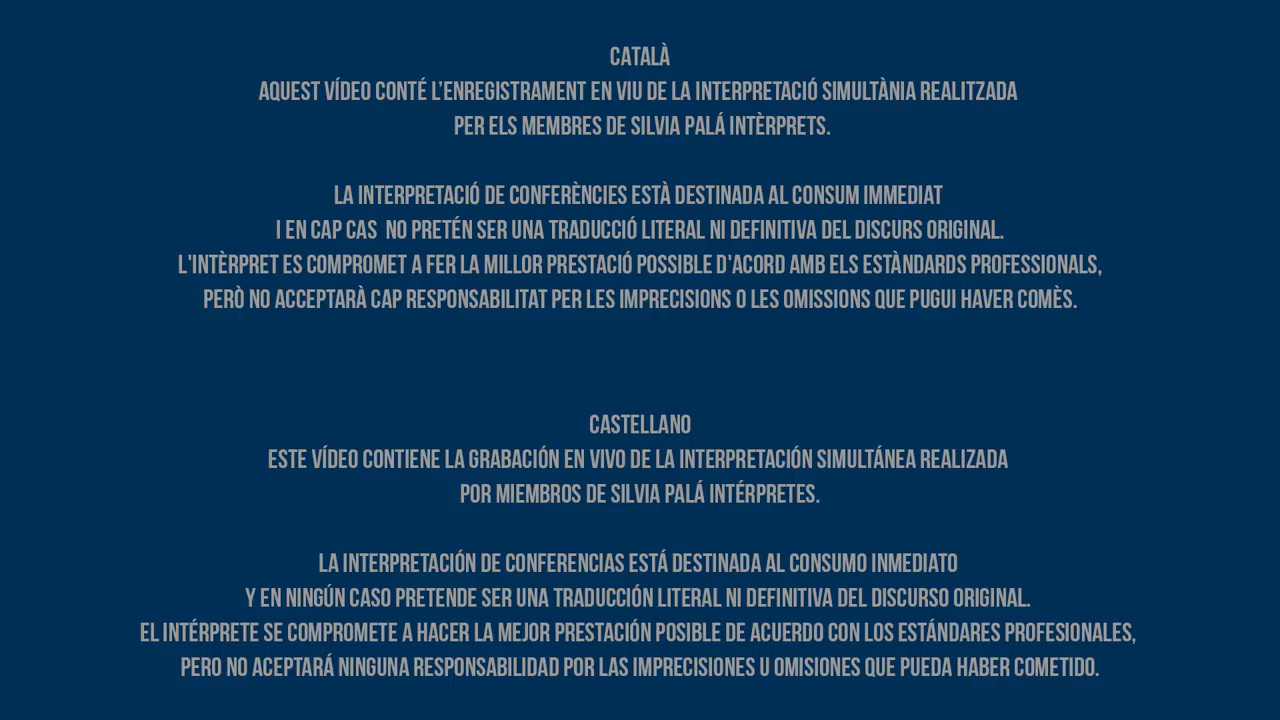 CATALÀ
AQUEST VÍDEO CONTÉ L'ENREGISTRAMENT EN VIU DE LA INTERPRETACIÓ SIMULTÀNIA REALITZADA
PER ELS MEMBRES DE SILVIA PALÁ INTÈRPRETS.
LA INTERPRETACIÓ DE CONFERÈNCIES ESTÀ DESTINADA AL CONSUM IMMEDIAT
I EN CAP CAS NO PRETÉN SER UNA TRADUCCIÓ LITERAL NI DEFINITIVA DEL DISCURS ORIGINAL.
L'INTÈRPRET ES COMPROMET A FER LA MILLOR PRESTACIÓ POSSIBLE D'ACORD AMB ELS ESTÀNDARDS PROFESSIONALS,
PERÒ NO ACCEPTARÀ CAP RESPONSABILITAT PER LES IMPRECISIONS O LES OMISSIONS QUE PUGUI HAVER COMÈS.
CASTELLANO
ESTE VÍDEO CONTIENE LA GRABACIÓN EN VIVO DE LA INTERPRETACIÓN SIMULTÁNEA REALIZADA
POR MIEMBROS DE SILVIA PALÁ INTÉRPRETES.
LA INTERPRETACIÓN DE CONFERENCIAS ESTÁ DESTINADA AL CONSUMO INMEDIATO
Y EN NINGÚN CASO PRETENDE SER UNA TRADUCCIÓN LITERAL NI DEFINITIVA DEL DISCURSO ORIGINAL.
EL INTÉRPRETE SE COMPROMETE A HACER LA MEJOR PRESTACIÓN POSIBLE DE ACUERDO CON LOS ESTÁNDARES PROFESIONALES,
PERO NO ACEPTARÁ NINGUNA RESPONSABILIDAD POR LAS IMPRECISIONES U OMISIONES QUE PUEDA HABER COMETIDO.